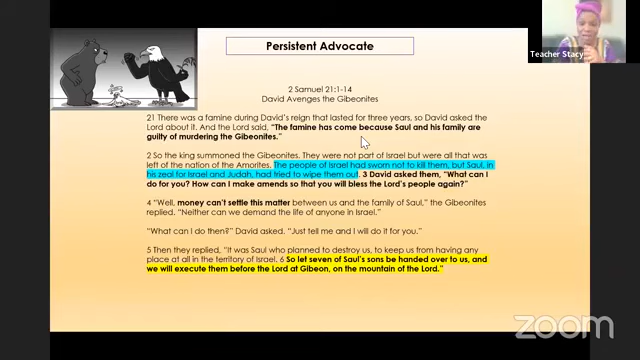 Persistent Advocate
Teacher Stacy
2 Samuel 21:1-14
David Avenges the Gibeonites
21 There was a famine during David's reign that lasted for three years, so David asked the
Lord about it. And the Lord said, "The famine has come because Saul and his family are
guilty of murdering the Gibeonites."
2 So the king summoned the Gibeonites. They were not part of Israel but were all that was
left of the nation of the Amorites. The people of Israel had sworn not to kill them, but Saul, in
his zeal for Israel and Judah, had tried to wipe them out. 3 David asked them, "What can I
do for you? How can I make amends so that you will bless the Lord's people again?"
4 "Well, money can't settle this matter between us and the family of Saul," the Gibeonites
replied. "Neither can we demand the life of anyone in Israel."
"What can I do then?" David asked. "Just tell me and I will do it for you."
5 Then they replied, "It was Saul who planned to destroy us, to keep us from having any
place at all in the territory of Israel. 6 So let seven of Saul's sons be handed over to us, and
we will execute them before the Lord at Gibeon, on the mountain of the Lord."
zoom